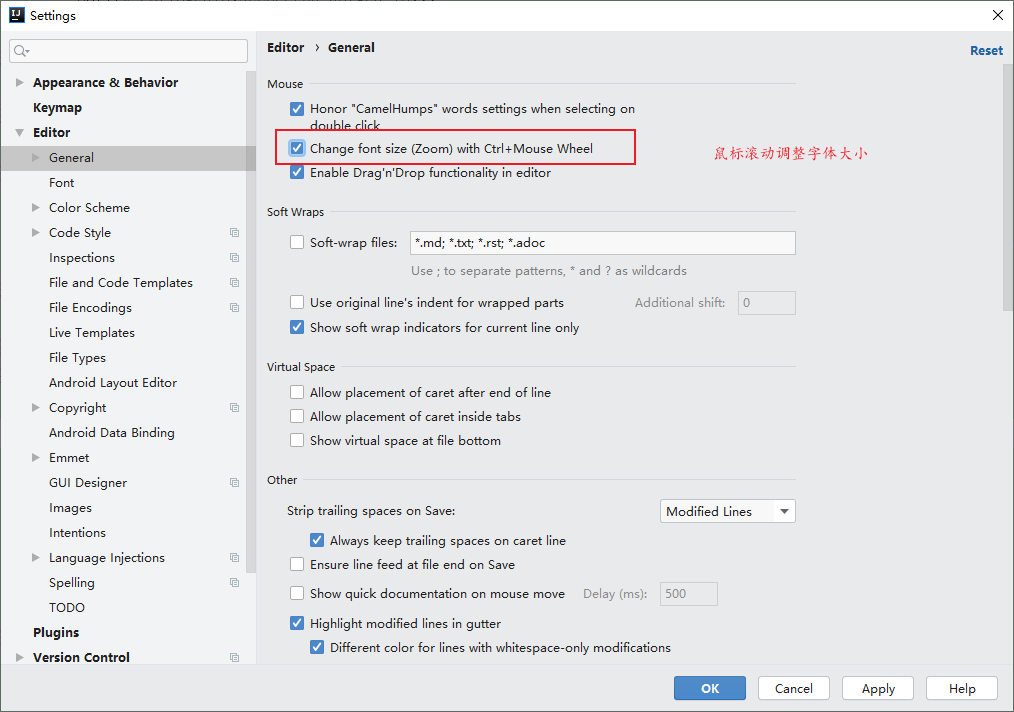 Settings
Editor › General
Reset
Appearance & Behavior
Keymap
Editor
General
Font
Color Scheme
Code Style
Inspections
File and Code Templates
File Encodings
Live Templates
File Types
Android Layout Editor
Copyright
Android Data Binding
Emmet
GUI Designer
Images
Intentions
Language Injections
Spelling
TODO
Plugins
Version Control
Mouse
Honor "CamelHumps" words settings when selecting on
double click
Change font size (Zoom) with Ctrl+Mouse Wheel
鼠标滚动调整字体大小
Enable Drag'n'Drop functionality in editor
Soft Wraps
Soft-wrap files: *.md; *.txt; *.rst; *.adoc
Use ; to separate patterns, * and ? as wildcards
Use original line's indent for wrapped parts Additional shift: 0
Show soft wrap indicators for current line only
Virtual Space
Allow placement of caret after end of line
Allow placement of caret inside tabs
Show virtual space at file bottom
Other
Strip trailing spaces on Save: Modified Lines
Always keep trailing spaces on caret line
Ensure line feed at file end on Save
Show quick documentation on mouse move Delay (ms): 500
Highlight modified lines in gutter
Different color for lines with whitespace-only modifications
OK Cancel Apply Help